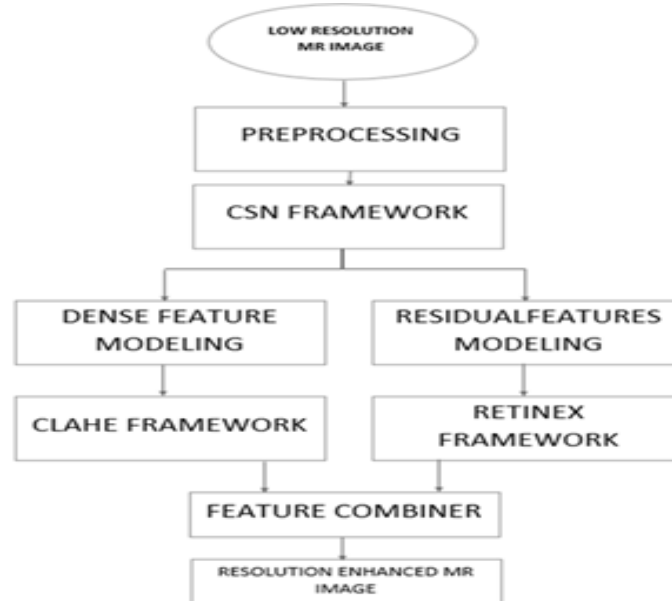 LOW RESOLUTION
MR IMAGE
PREPROCESSING
CSN FRAMEWORK
DENSE FEATURE
MODELING
RESIDUALFEATURES
MODELING
CLAHE FRAMEWORK
RETINEX
FRAMEWORK
FEATURE COMBINER
RESOLUTION ENHANCED MR
IMAGE